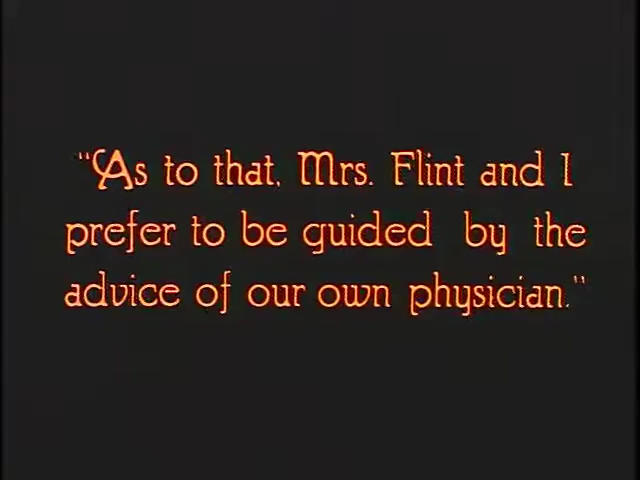 "As to that, Mrs. Flint and I
prefer to be guided by the
advice of our own physician."